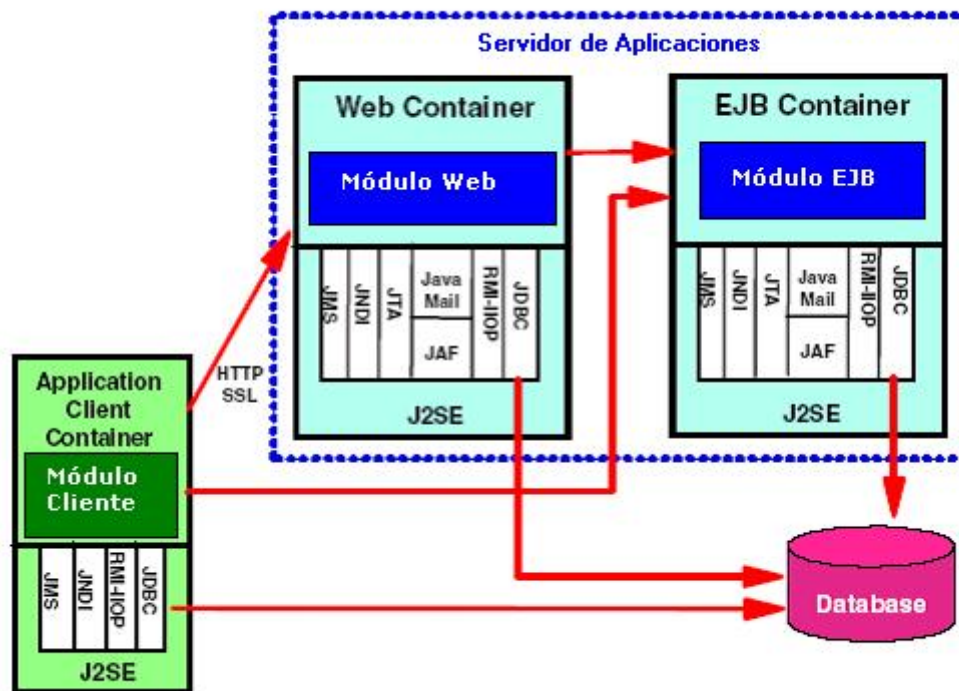 Servidor de Aplicaciones
Web Container
Módulo Web
JMS
JNDI
JTA
Java
Mail
JAF
RMI-IIOP
JDBC
J2SE
EJB Container
Módulo EJB
JMS
JNDI
JTA
Java
Mail
JAF
RMI-IIOP
JDBC
J2SE
HTTP
SSL
Application
Client
Container
Módulo
Cliente
JMS
JNDI
RMI-IIOP
JDBC
J2SE
Database